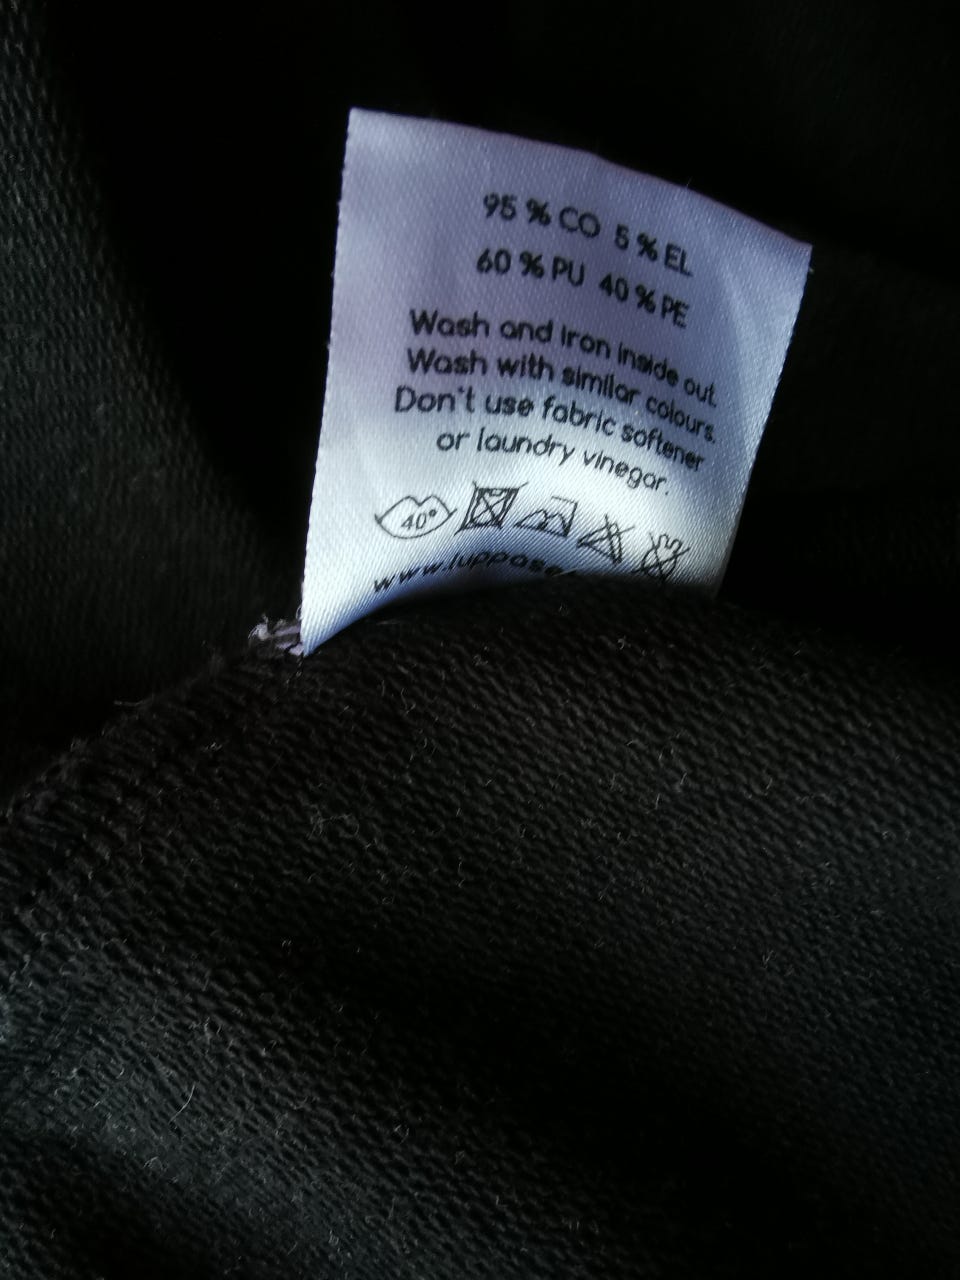 95 % CO 5 % EL
60 % PU 40 % PE
Wash and iron inside out.
Wash with similar colours.
Don't use fabric softener
or laundry vinegar.
40°